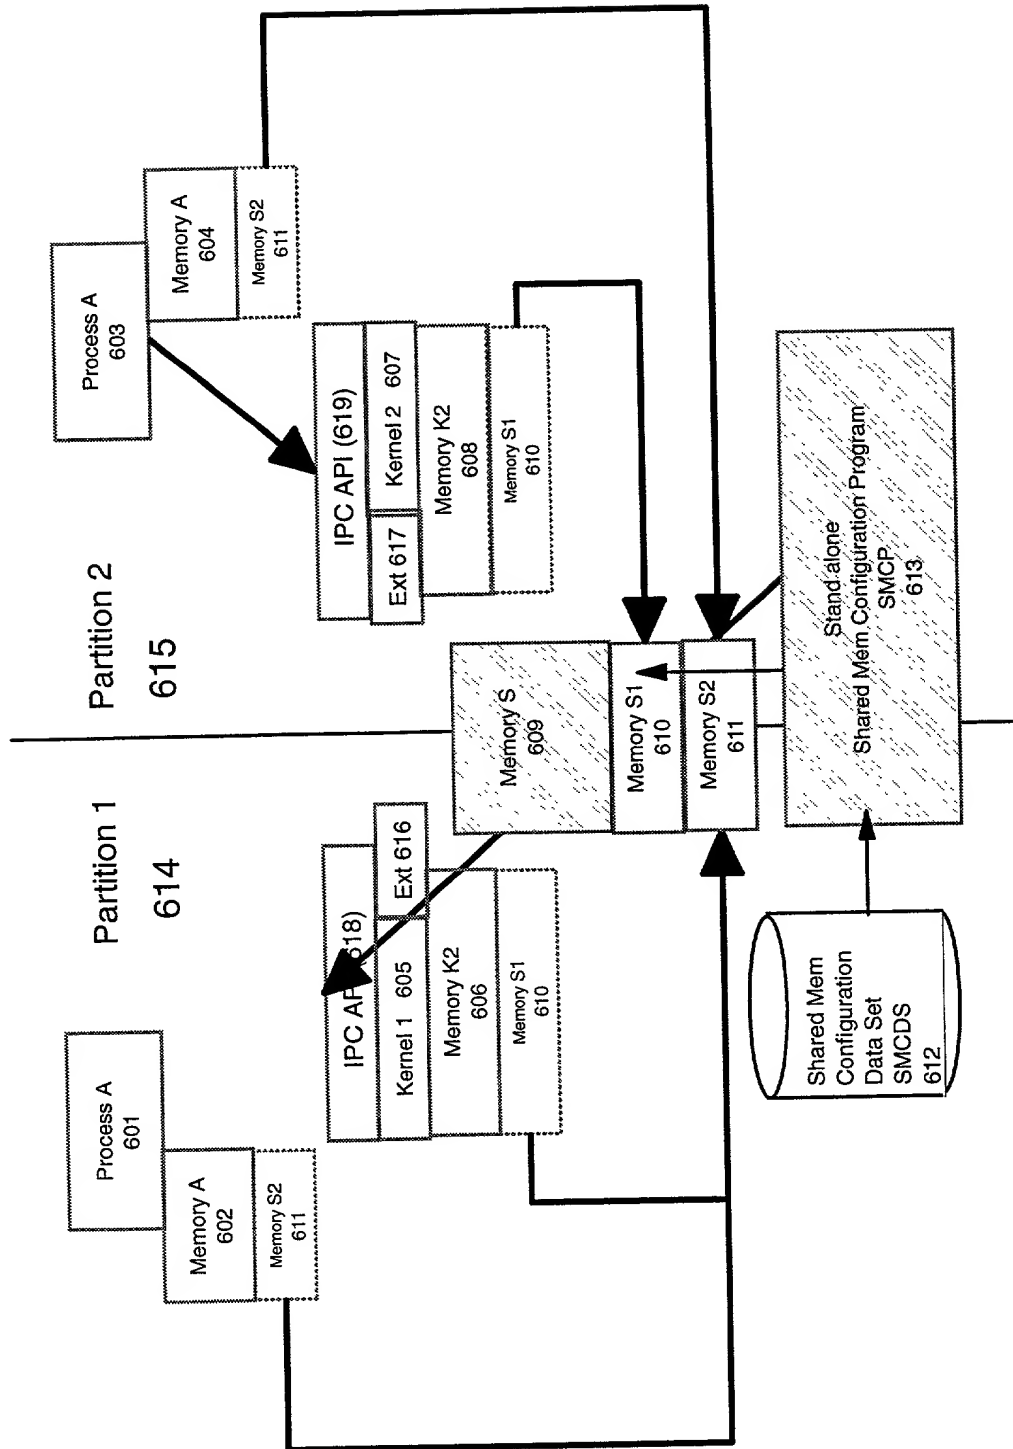 Process A
601
Partition 1
614
Partition 2
615
Process A
603
Memory A
602
Memory S2
611
Memory A
604
Memory S2
611
IPC AP 618)
Kernel 1 605
Ext 616
Memory K2
606
Memory S1
610
IPC API (619)
Ext 617
Kernel 2 607
Memory K2
608
Memory S1
610
Memory S
609
Memory S1
610
Memory S2
611
Shared Mem
Configuration
Data Set
SMCDS
612
Stand alone
Shared Mem Configuration Program
SMCP
613